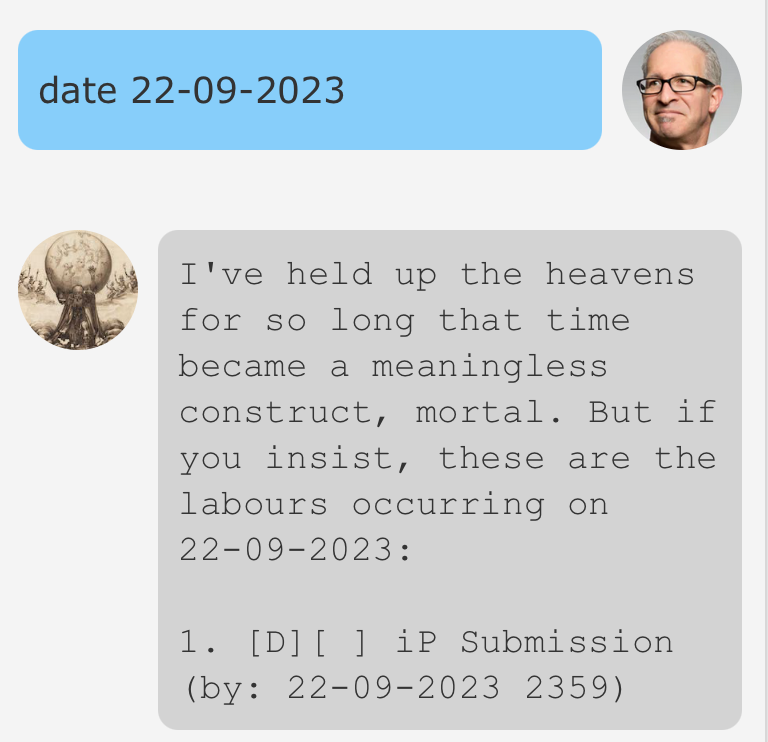 date 22-09-2023
I've held up the heavens
for so long that time
became a meaningless
construct, mortal. But if
you insist, these are the
labours occurring on
22-09-2023:
1. [D][ ] iP Submission
(by: 22-09-2023 2359)